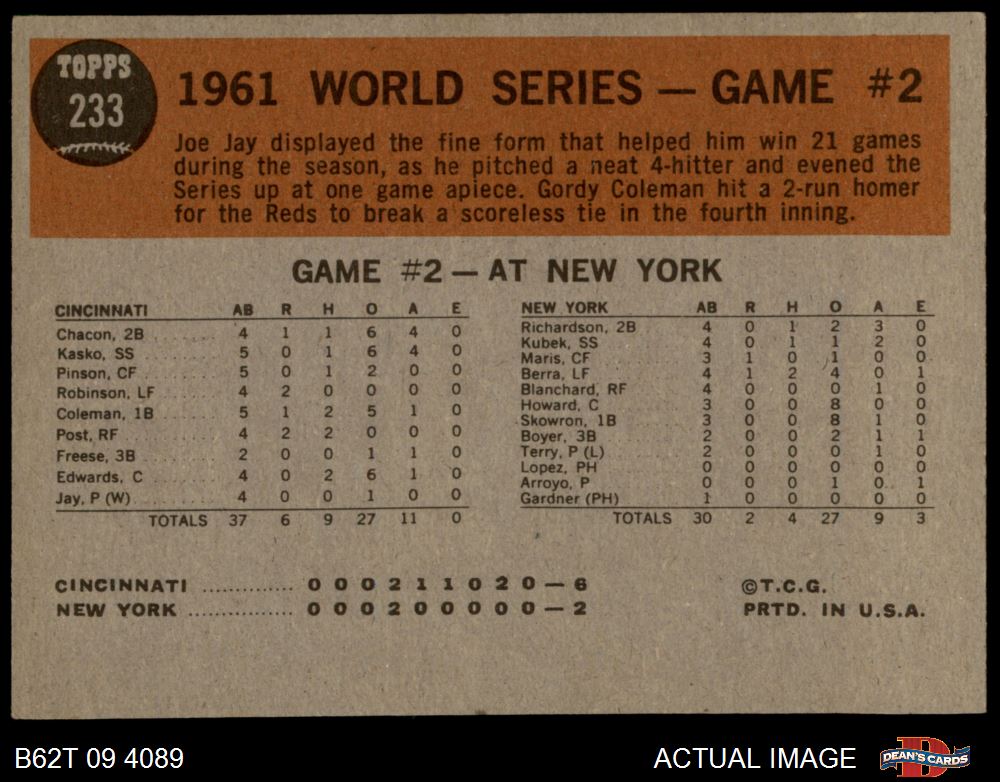 TOPPS
233
1961 WORLD SERIES — GAME #2
Joe Jay displayed the fine form that helped him win 21 games
during the season, as he pitched a neat 4-hitter and evened the
Series up at one game apiece. Gordy Coleman hit a 2-run homer
for the Reds to break a scoreless tie in the fourth inning.
GAME #2 — AT NEW YORK
CINCINNATI AB R H O A E
Chacon, 2B 4 1 1 6 4 0
Kasko, SS 5 0 1 6 4 0
Pinson, CF 5 0 1 2 0 0
Robinson, LF 4 2 0 0 0 0
Coleman, 1B 5 1 2 5 1 0
Post, RF 4 2 2 0 0 0
Freese, 3B 2 0 0 1 1 0
Edwards, C 4 0 2 6 1 0
Jay, P (W) 4 0 0 1 0 0
TOTALS 37 6 9 27 11 0
NEW YORK AB R H O A E
Richardson, 2B 4 0 1 2 3 0
Kubek, SS 4 0 1 1 2 0
Maris, CF 3 1 0 1 0 0
Berra, LF 4 1 2 4 0 1
Blanchard, RF 4 0 0 0 1 0
Howard, C 3 0 0 8 0 0
Skowron, 1B 3 0 0 8 1 0
Boyer, 3B 2 0 0 2 1 1
Terry, P (L) 2 0 0 0 1 0
Lopez, PH 0 0 0 0 0 0
Arroyo, P 0 0 0 1 0 1
Gardner (PH) 1 0 0 0 0 0
TOTALS 30 2 4 27 9 3
CINCINNATI ............. 0 0 0 2 1 1 0 2 0 — 6
NEW YORK ............... 0 0 0 2 0 0 0 0 0 — 2
©T.C.G.
PRTD. IN U.S.A.
B62T 09 4089
ACTUAL IMAGE
DEAN'S CARDS